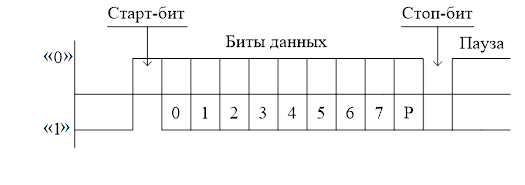 Старт-бит
Стоп-бит
Биты данных
Пауза
«0»
0 1 2 3 4 5 6 7 P
«1»